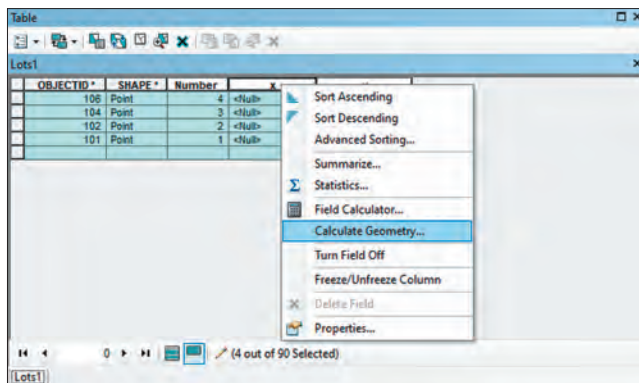 Table
Lots1
OBJECTID * SHAPE * Number x
106 Point 4 <Null>
104 Point 3 <Null>
102 Point 2 <Null>
101 Point 1 <Null>
Sort Ascending
Sort Descending
Advanced Sorting...
Summarize...
Σ Statistics...
Field Calculator...
Calculate Geometry...
Turn Field Off
Freeze/Unfreeze Column
Delete Field
Properties...
0 (4 out of 90 Selected)
Lots1